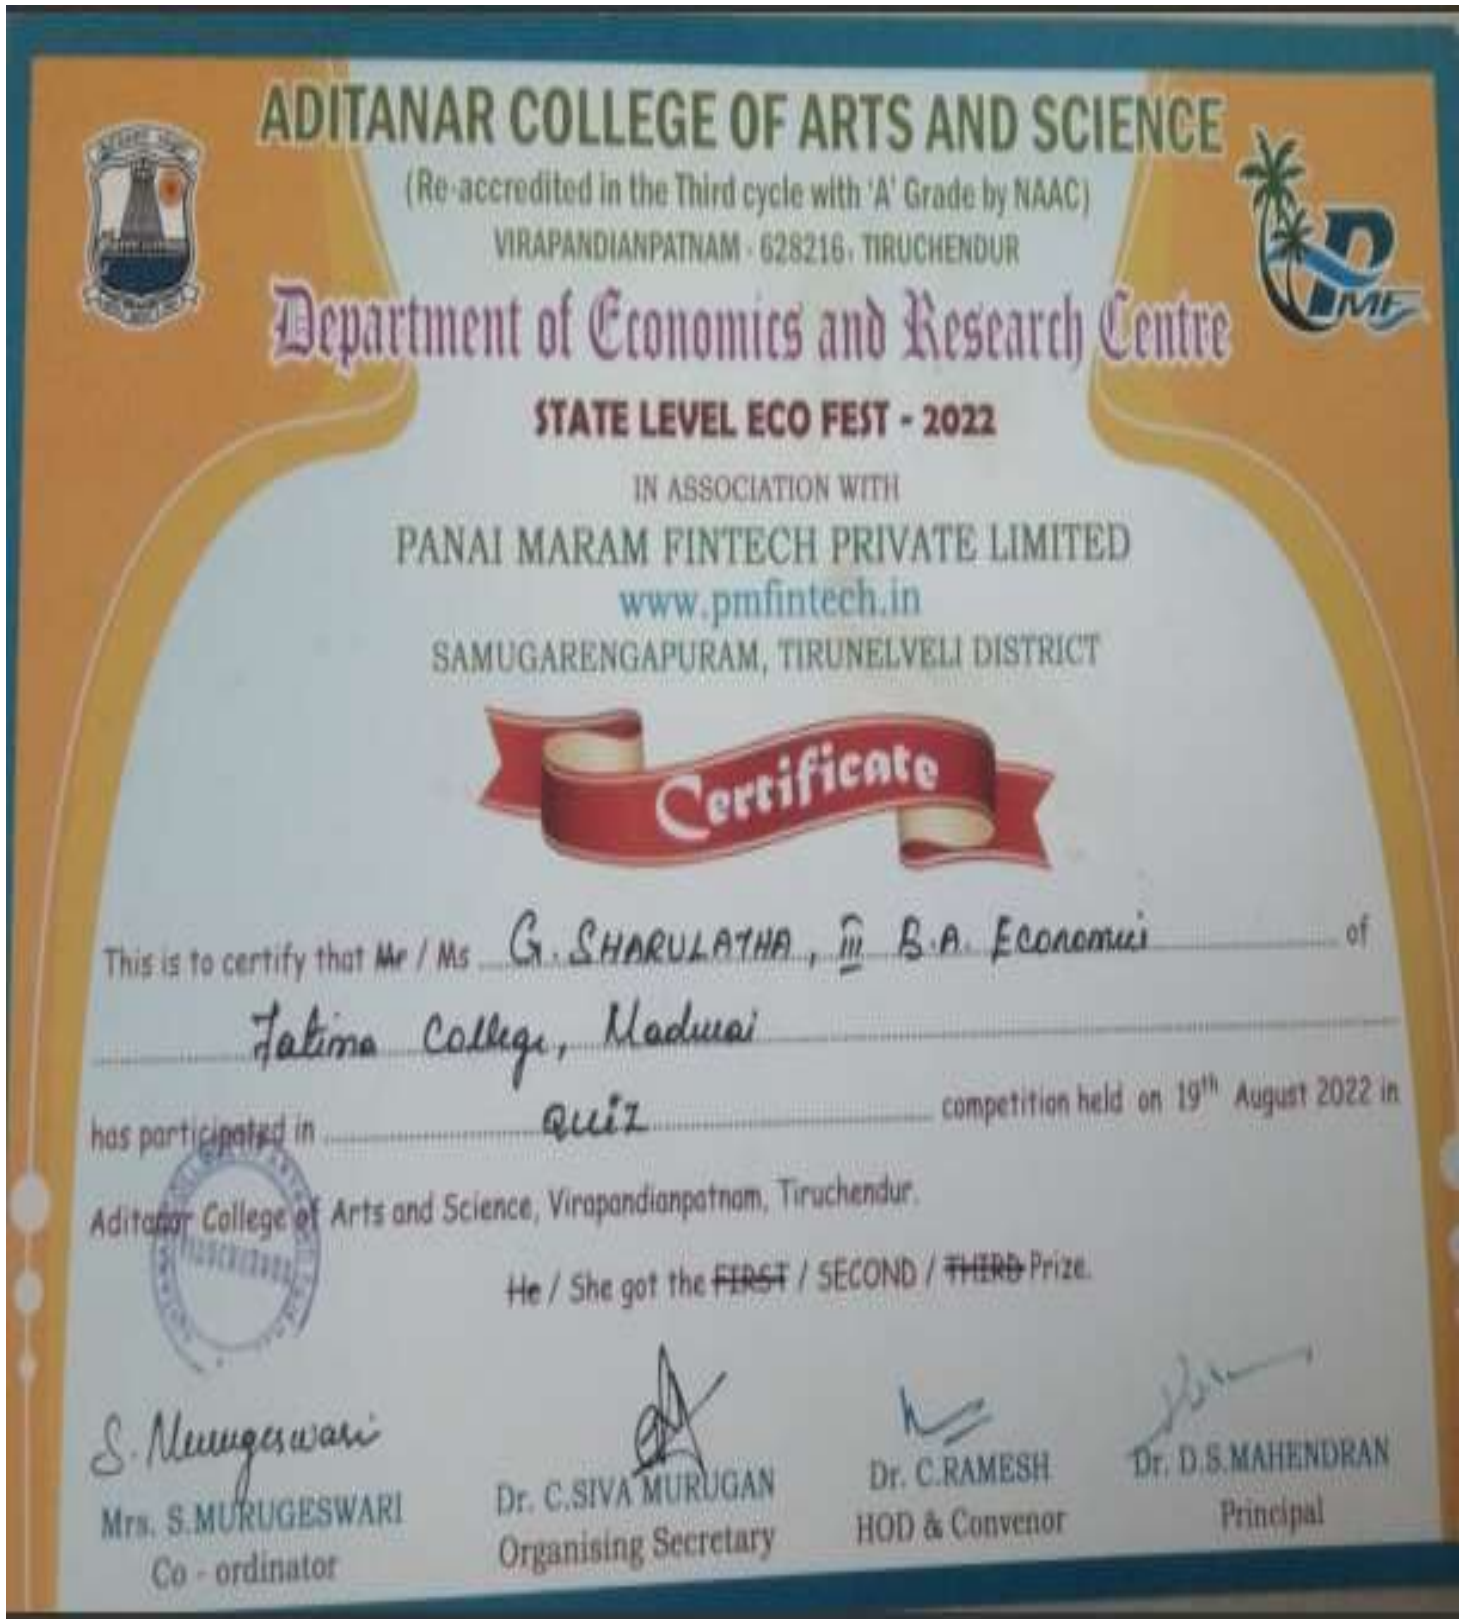 ADITANAR COLLEGE OF ARTS AND SCIENCE
(Re-accredited in the Third cycle with 'A' Grade by NAAC)
VIRAPANDIANPATNAM - 628216. TIRUCHENDUR
PMF
Department of Economics and Research Centre
STATE LEVEL ECO FEST - 2022
IN ASSOCIATION WITH
PANAI MARAM FINTECH PRIVATE LIMITED
www.pmfintech.in
SAMUGARENGAPURAM, TIRUNELVELI DISTRICT
Certificate
This is to certify that Mr / Ms G. SHARULATHA, III B.A. Economics of
Fatima College, Madurai
has participated in QUIZ competition held on 19th August 2022 in
Aditanar College of Arts and Science, Virapandianpatnam, Tiruchendur.
He / She got the FIRST / SECOND / THIRD Prize.
S. Murugeswari
Mrs. S.MURUGESWARI
Co - ordinator
Dr. C.SIVA MURUGAN
Organising Secretary
Dr. C.RAMESH
HOD & Convenor
Dr. D.S.MAHENDRAN
Principal